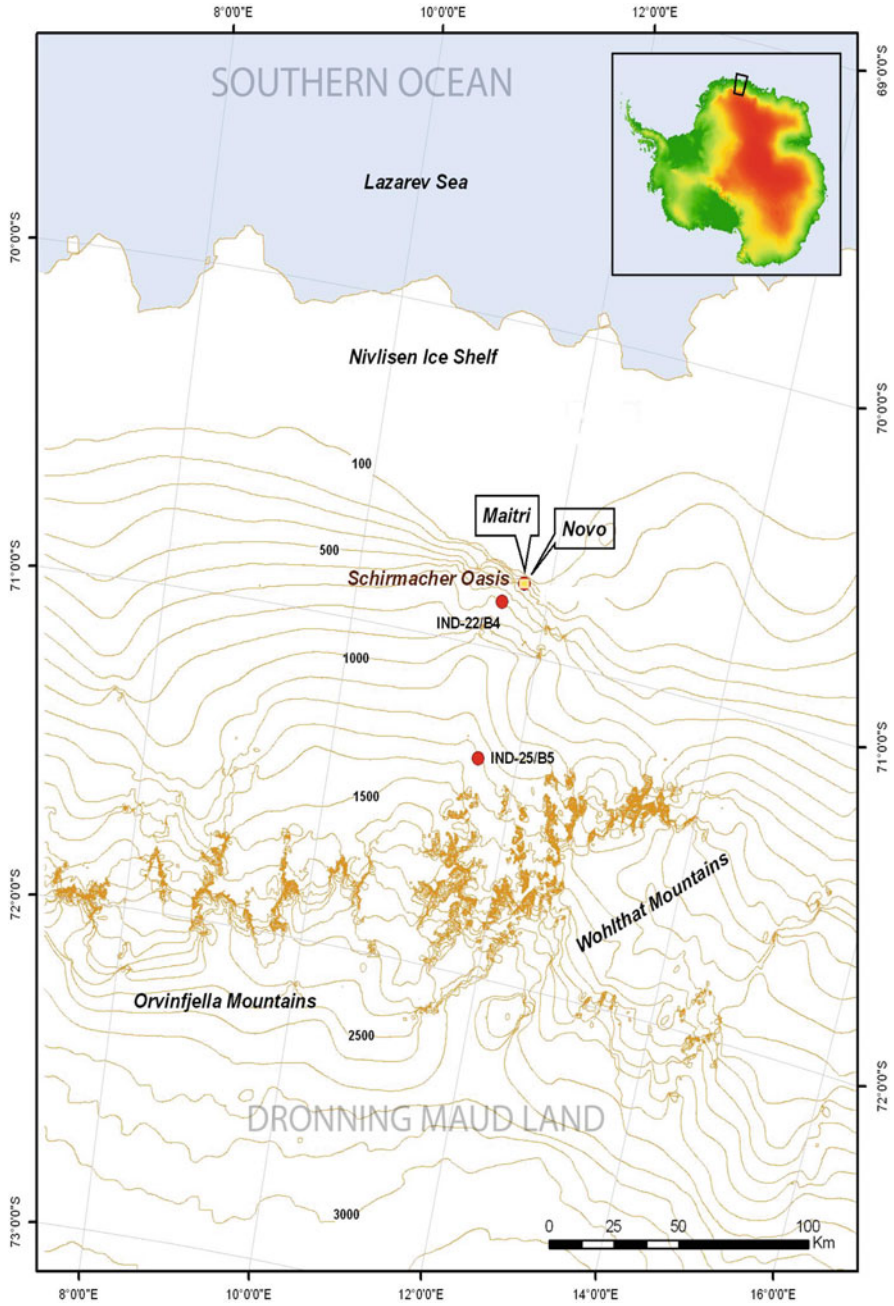 8°0'0"E 10°0'0"E 12°0'0"E
SOUTHERN OCEAN
69°0'0"S
Lazarev Sea
70°0'0"S
Nivlisen Ice Shelf
70°0'0"S
100
Maitri
Novo
500
71°0'0"S
Schirmacher Oasis
IND-22/B4
1000
71°0'0"S
IND-25/B5
1500
72°0'0"S
Wohlthat Mountains
Orvinfjella Mountains
2500
72°0'0"S
DRONNING MAUD LAND
3000
73°0'0"S
0 25 50 100
Km
8°0'0"E 10°0'0"E 12°0'0"E 14°0'0"E 16°0'0"E